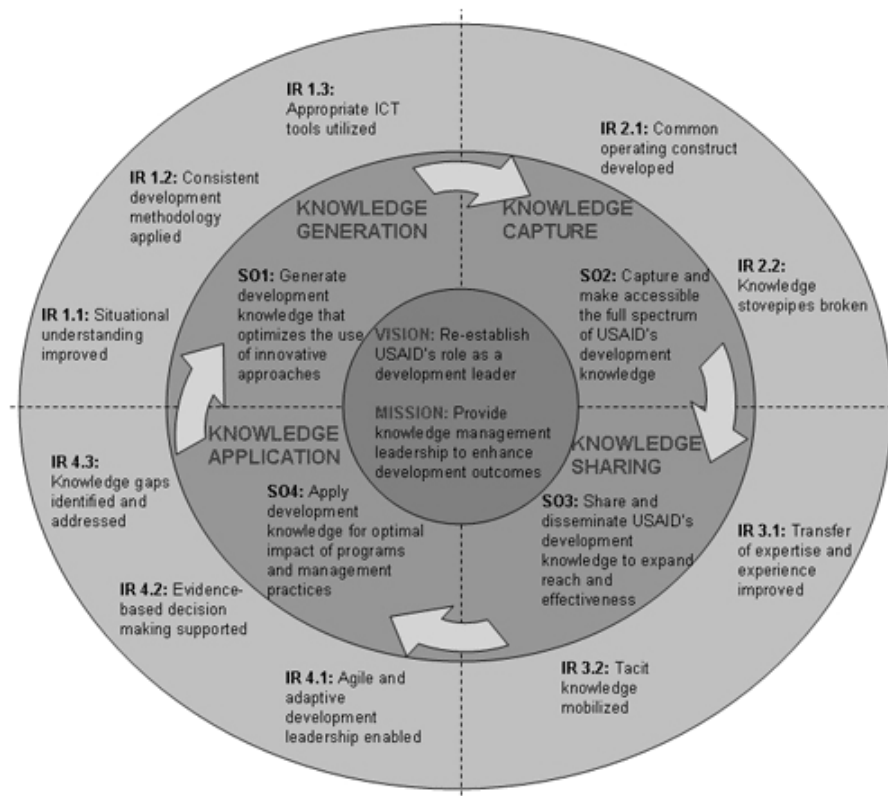 IR 1.3:
Appropriate ICT
tools utilized
IR 2.1: Common
operating construct
developed
IR 1.2: Consistent
development
methodology
applied
KNOWLEDGE
GENERATION
KNOWLEDGE
CAPTURE
IR 1.1: Situational
understanding
improved
SO1: Generate
development
knowledge that
optimizes the use
of innovative
approaches
SO2: Capture and
make accessible
the full spectrum
of USAID's
development
knowledge
IR 2.2:
Knowledge
stovepipes broken
VISION: Re-establish
USAID's role as a
development leader
MISSION: Provide
knowledge management
leadership to enhance
development outcomes
KNOWLEDGE
APPLICATION
KNOWLEDGE
SHARING
IR 4.3:
Knowledge gaps
identified and
addressed
SO4: Apply
development
knowledge for optimal
impact of programs
and management
practices
SO3: Share and
disseminate USAID's
development
knowledge to expand
reach and
effectiveness
IR 3.1: Transfer
of expertise and
experience
improved
IR 4.2: Evidence-
based decision
making supported
IR 4.1: Agile and
adaptive
development
leadership enabled
IR 3.2: Tacit
knowledge
mobilized